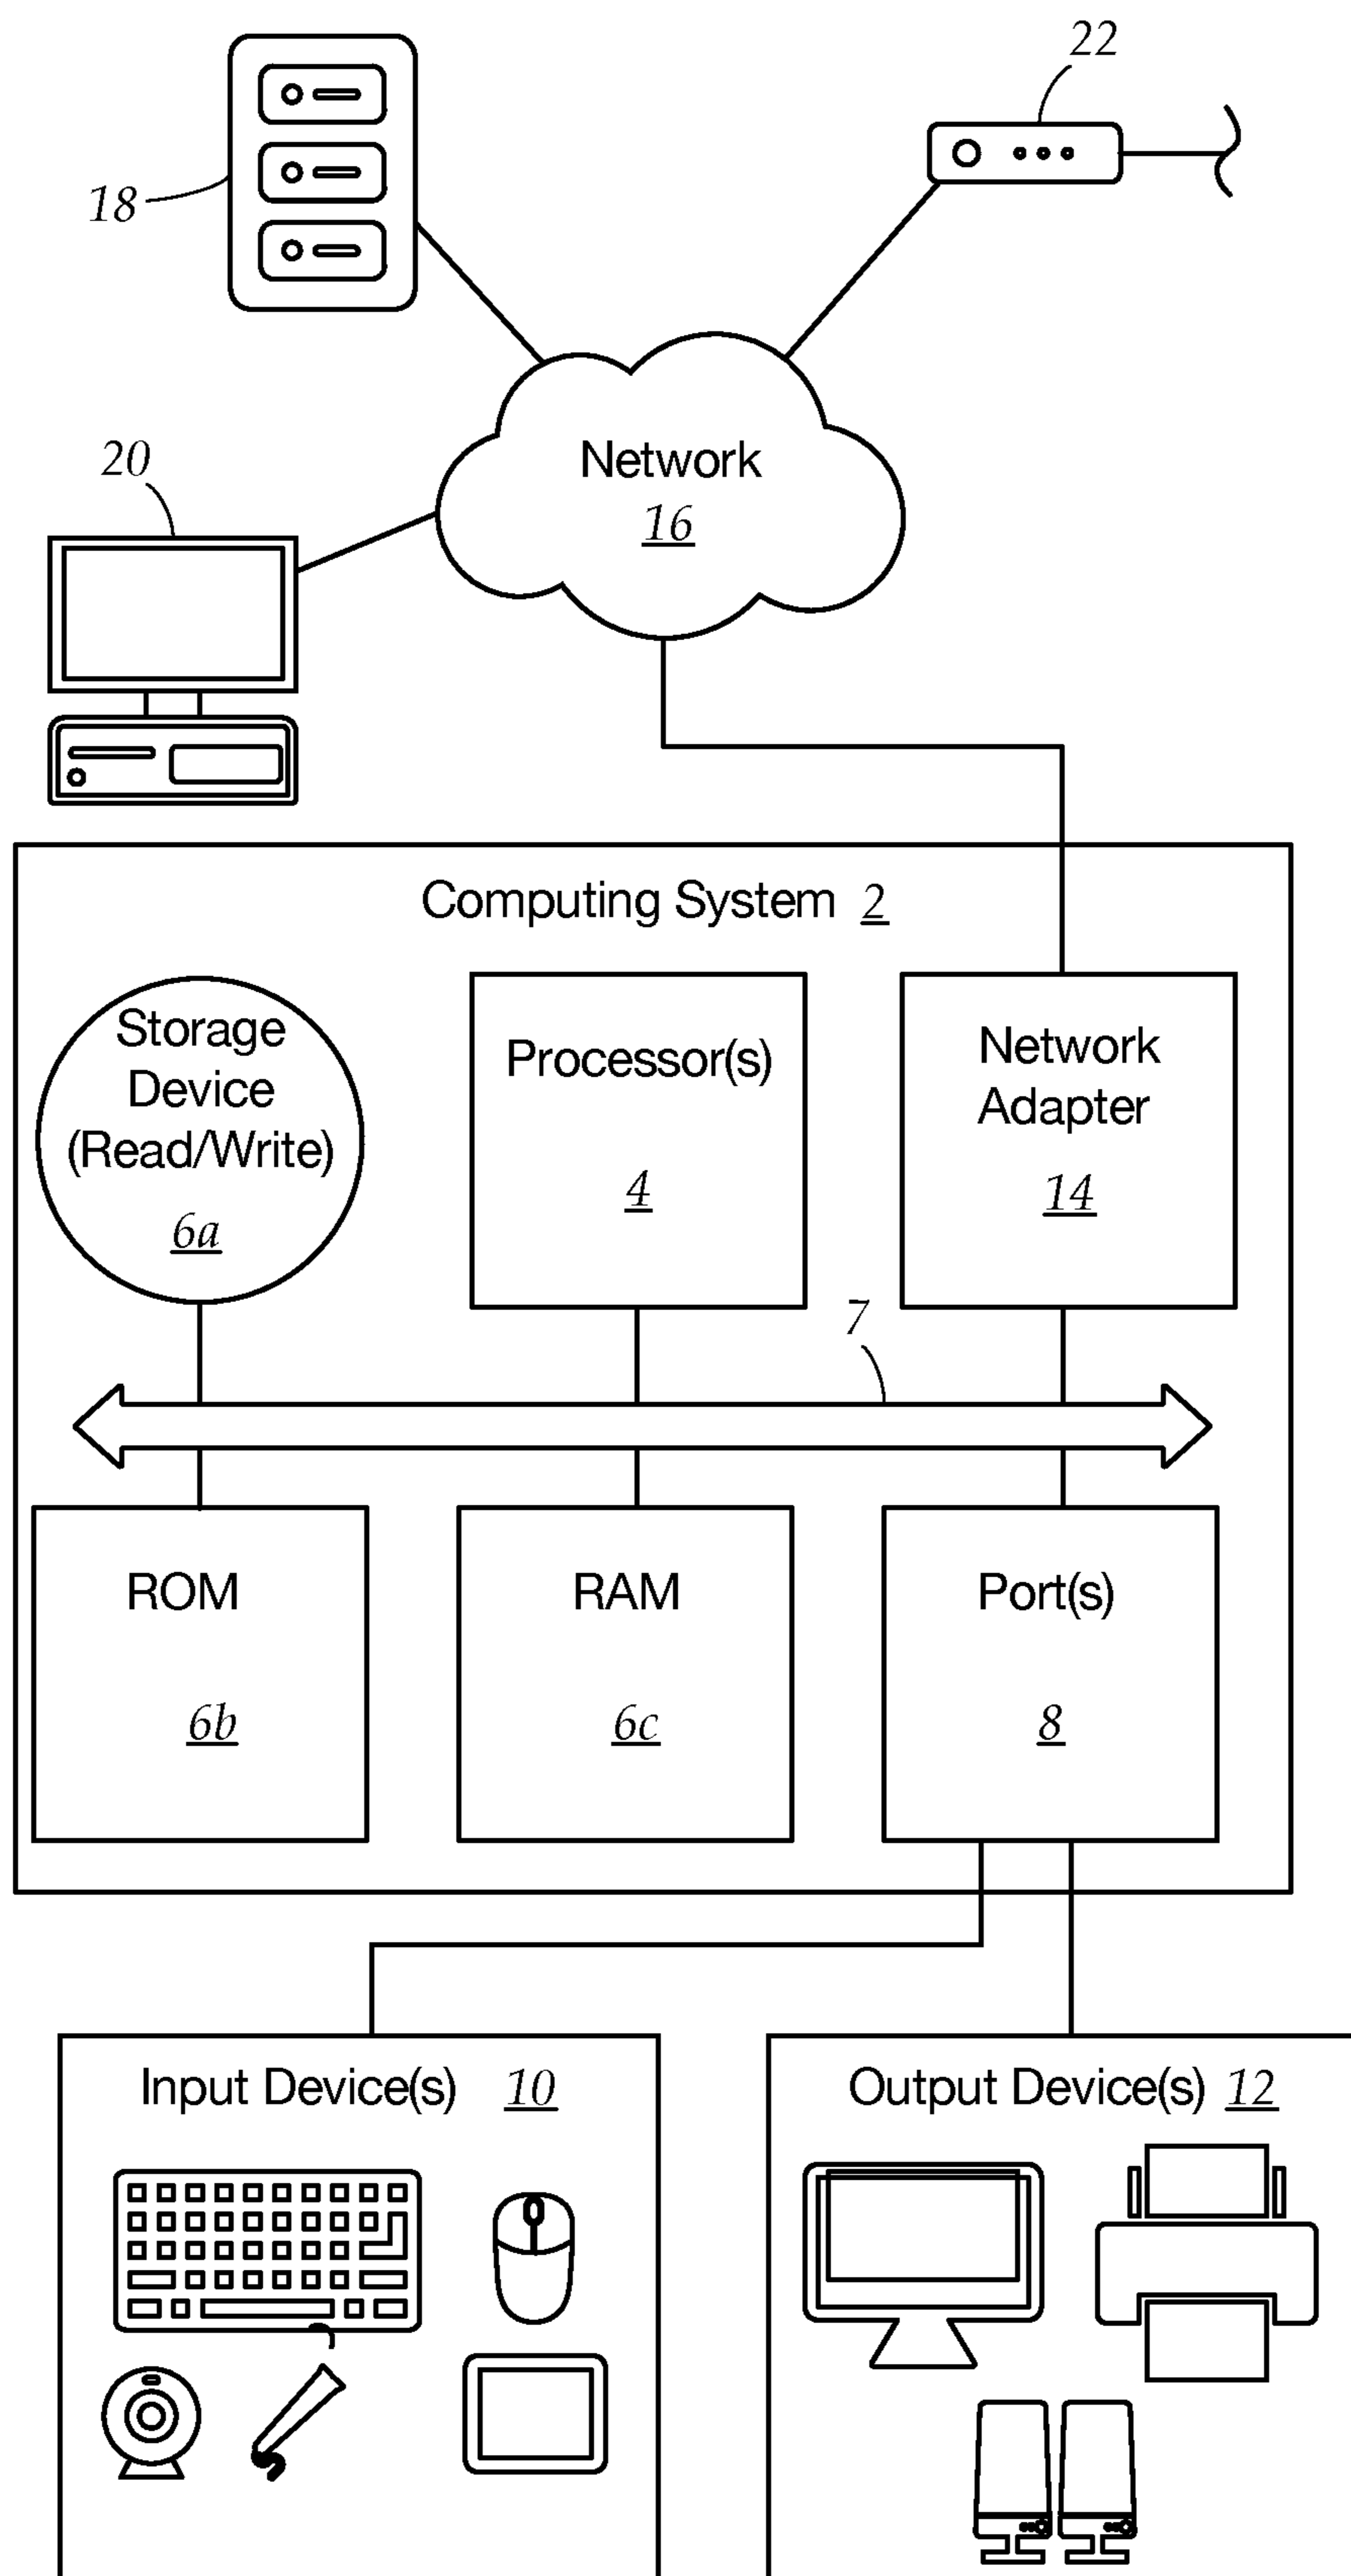 22
18
20
Network
16
Computing System 2
Storage
Device
(Read/Write)
6a
Processor(s)
4
Network
Adapter
14
7
ROM
6b
RAM
6c
Port(s)
8
Input Device(s) 10
Output Device(s) 12